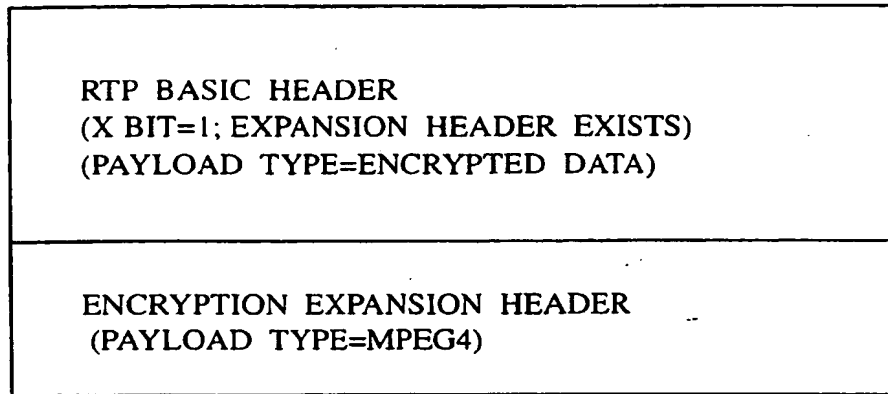 RTP BASIC HEADER
(X BIT=1; EXPANSION HEADER EXISTS)
(PAYLOAD TYPE=ENCRYPTED DATA)
ENCRYPTION EXPANSION HEADER
(PAYLOAD TYPE=MPEG4)